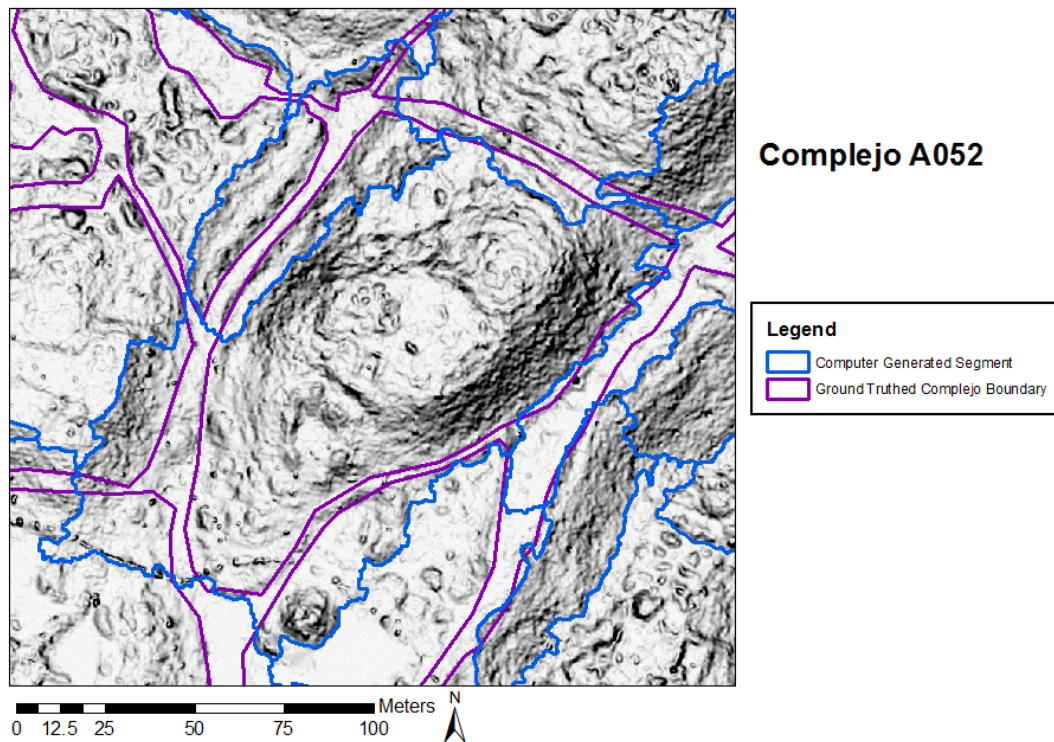 Complejo A052
Legend
Computer Generated Segment
Ground Truthed Complejo Boundary
Meters
N
0 12.5 25 50 75 100